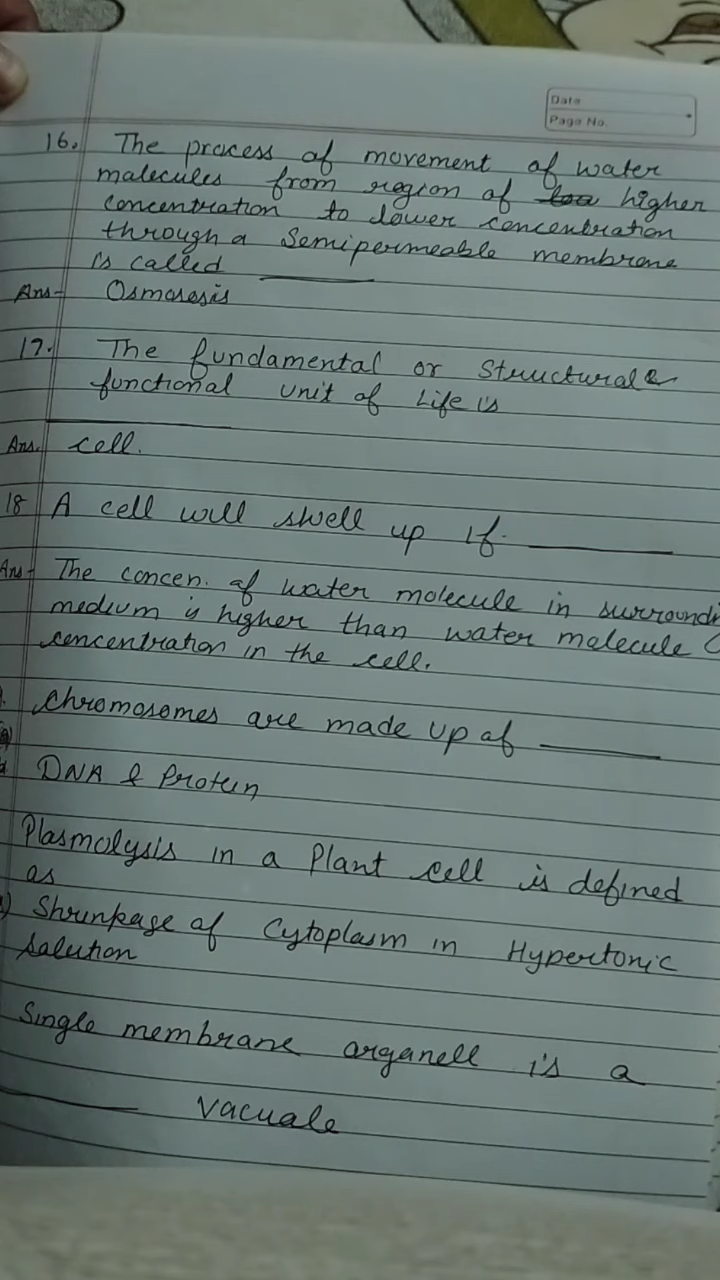 Date
Page No.
16. The process of movement of water
molecules from region of higher
concentration to lower concentration
through a Semipermeable membrane
is called ______
Ans- Osmosesis
17. The fundamental or structural &
functional unit of Life is
______
Ans. cell.
18 A cell will swell up if ______
Ans- The concen. of water molecule in surroundi
medium is higher than water molecule
concentration in the cell.
Chromosomes are made up of ______
DNA & Protein
Plasmolysis in a Plant cell is defined
as
Shrinkage of Cytoplasm in Hypertonic
Solution
Single membrane organell is a
______ Vacuole